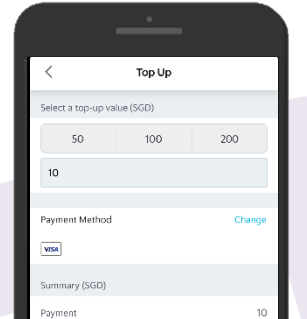 Top Up
Select a top-up value (SGD)
50 100 200
10
Payment Method Change
VISA
Summary (SGD)
Payment 10